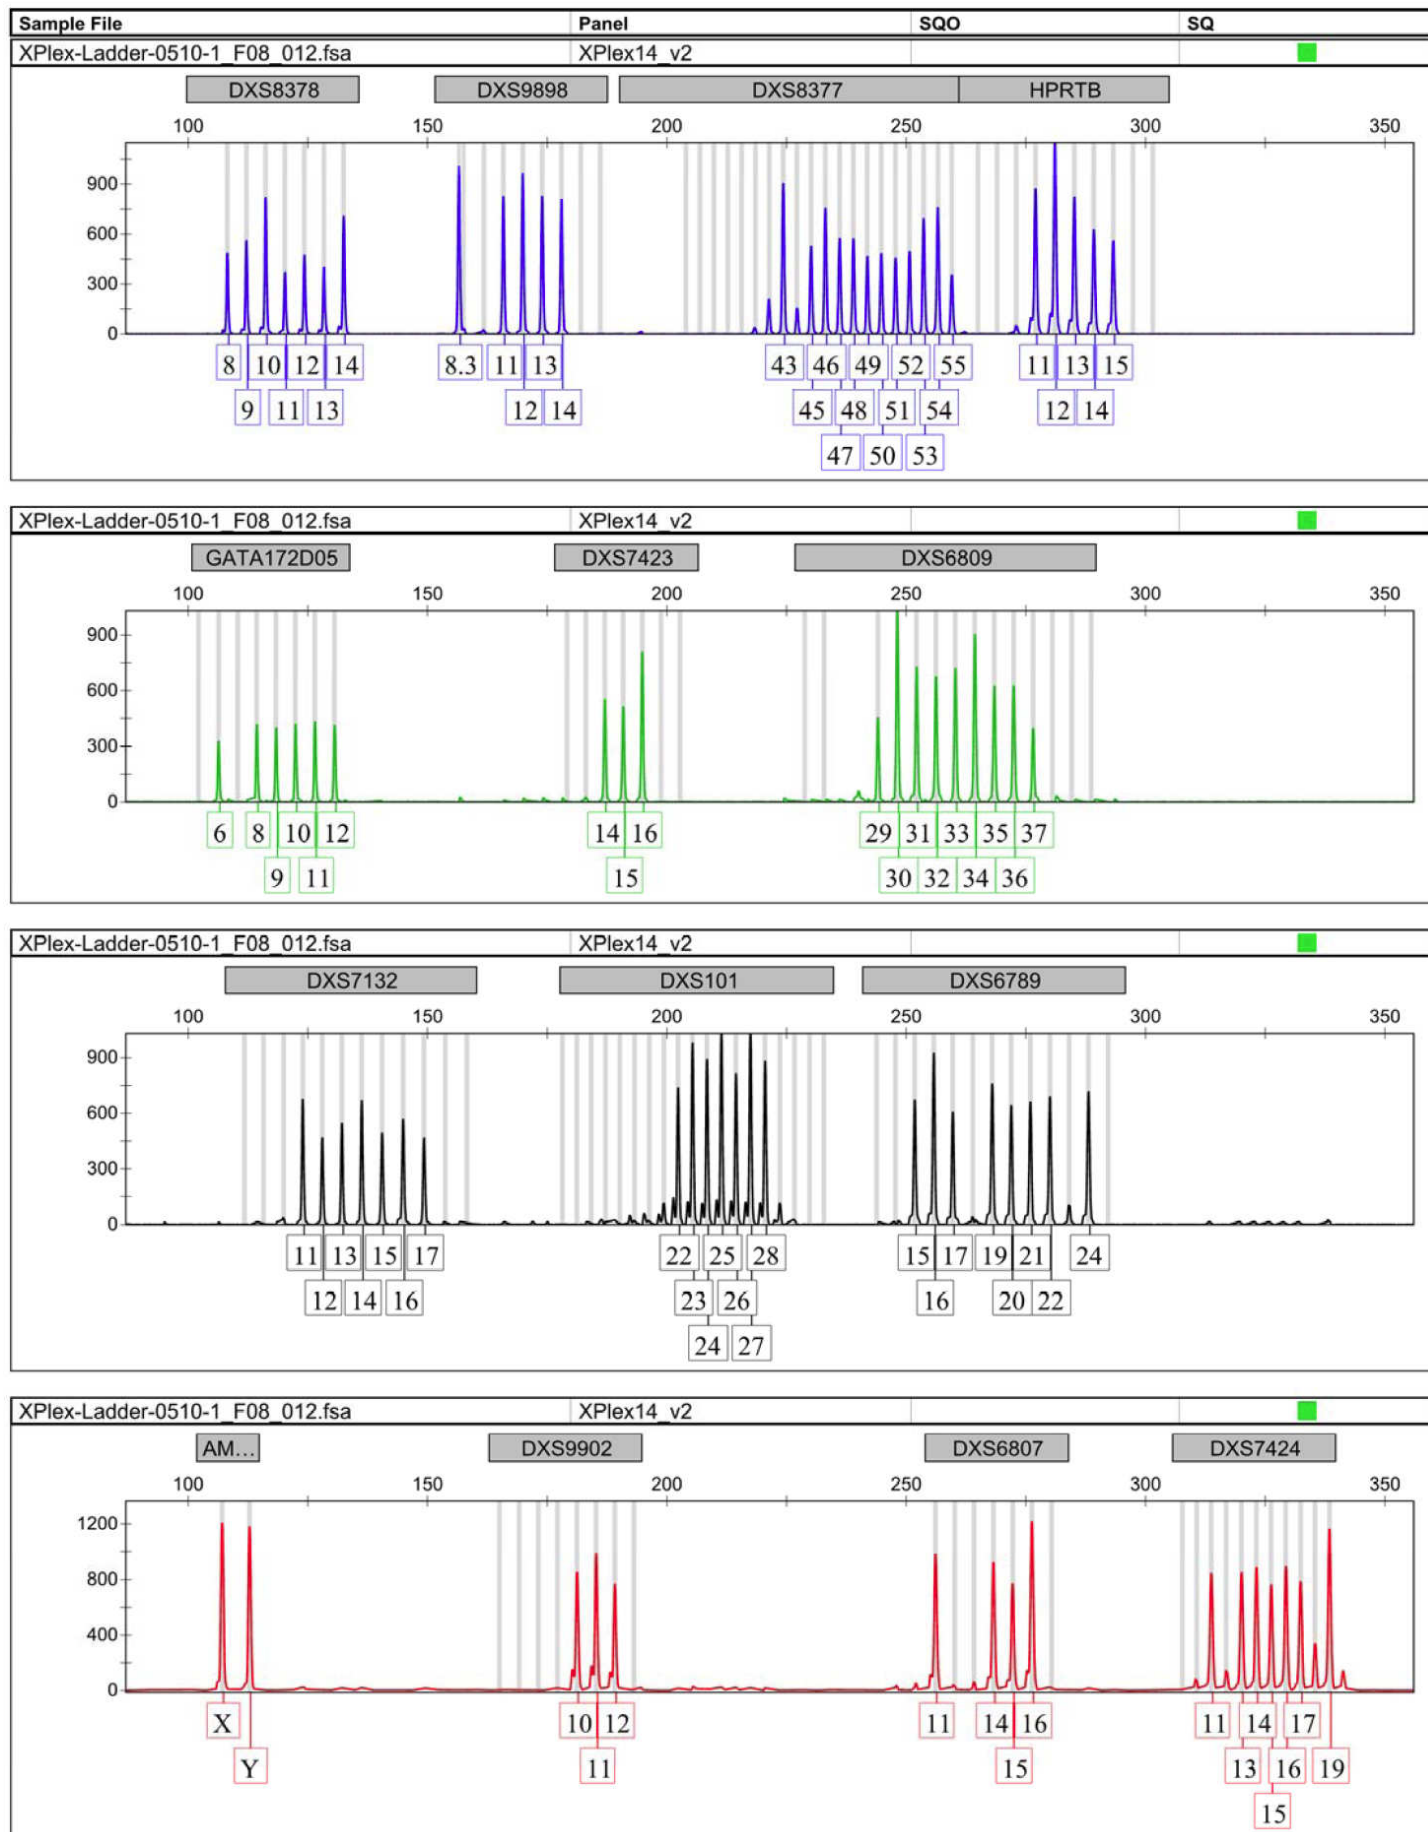 Sample File Panel SQO SQ
XPlex-Ladder-0510-1_F08_012.fsa XPlex14_v2
DXS8378 DXS9898 DXS8377 HPRTB
100 150 200 250 300 350
900
600
300
0
8 10 12 14 8.3 11 13 43 46 49 52 55 11 13 15
9 11 13 12 14 45 48 51 54 12 14
47 50 53
XPlex-Ladder-0510-1_F08_012.fsa XPlex14_v2
GATA172D05 DXS7423 DXS6809
100 150 200 250 300 350
900
600
300
0
6 8 10 12 14 16 29 31 33 35 37
9 11 15 30 32 34 36
XPlex-Ladder-0510-1_F08_012.fsa XPlex14_v2
DXS7132 DXS101 DXS6789
100 150 200 250 300 350
900
600
300
0
11 13 15 17 22 25 28 15 17 19 21 24
12 14 16 23 26 16 20 22
24 27
XPlex-Ladder-0510-1_F08_012.fsa XPlex14_v2
AM... DXS9902 DXS6807 DXS7424
100 150 200 250 300 350
1200
800
400
0
X 10 12 11 14 16 11 14 17
Y 11 15 13 16 19
15